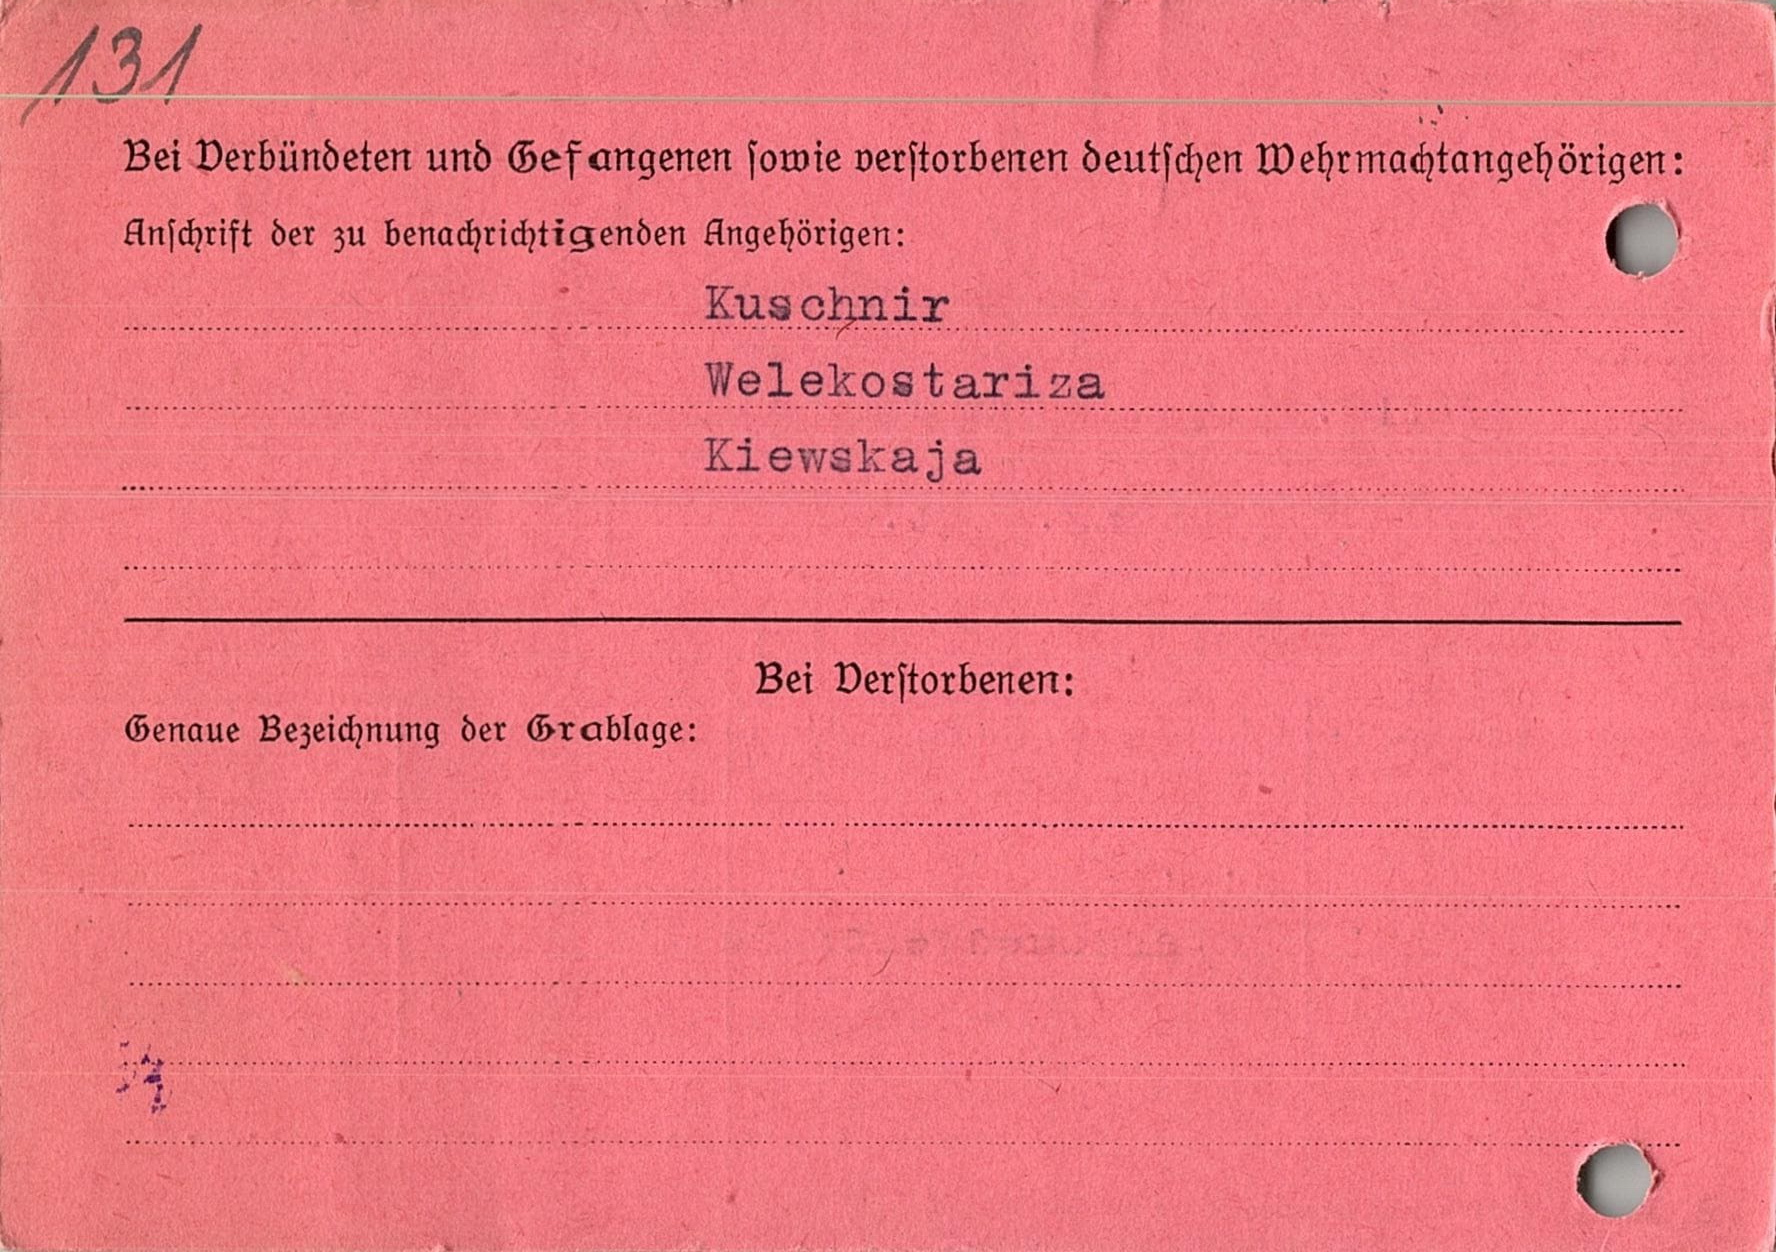 131
Bei Verbündeten und Gefangenen sowie verstorbenen deutschen Wehrmachtangehörigen:
Anschrift der zu benachrichtigenden Angehörigen:
Kuschnir
Welekostariza
Kiewskaja
Bei Verstorbenen:
Genaue Bezeichnung der Grablage: